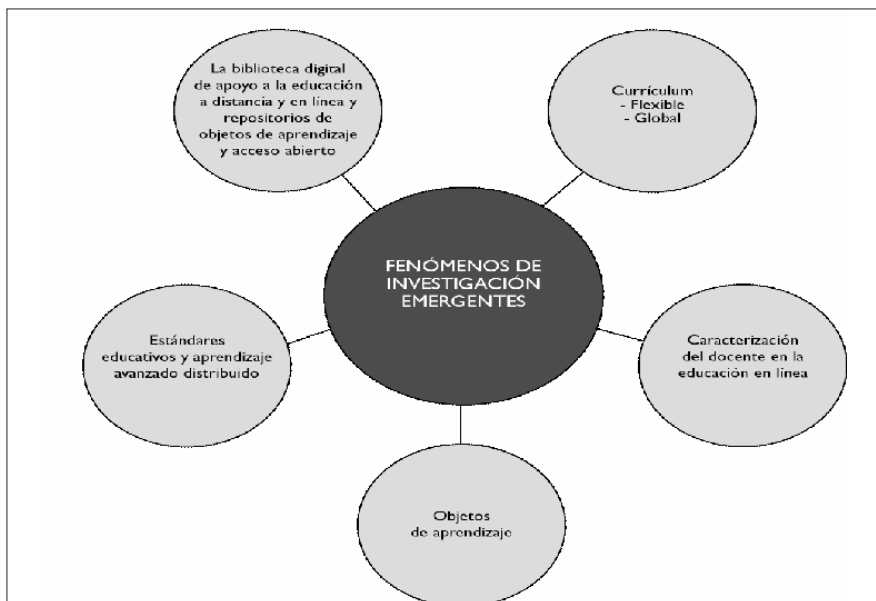 La biblioteca digital
de apoyo a la educación
a distancia y en línea y
repositorios de
objetos de aprendizaje
y acceso abierto
Currículum
- Flexible
- Global
FENÓMENOS DE
INVESTIGACIÓN
EMERGENTES
Estándares
educativos y aprendizaje
avanzado distribuido
Caracterización
del docente en la
educación en línea
Objetos
de aprendizaje